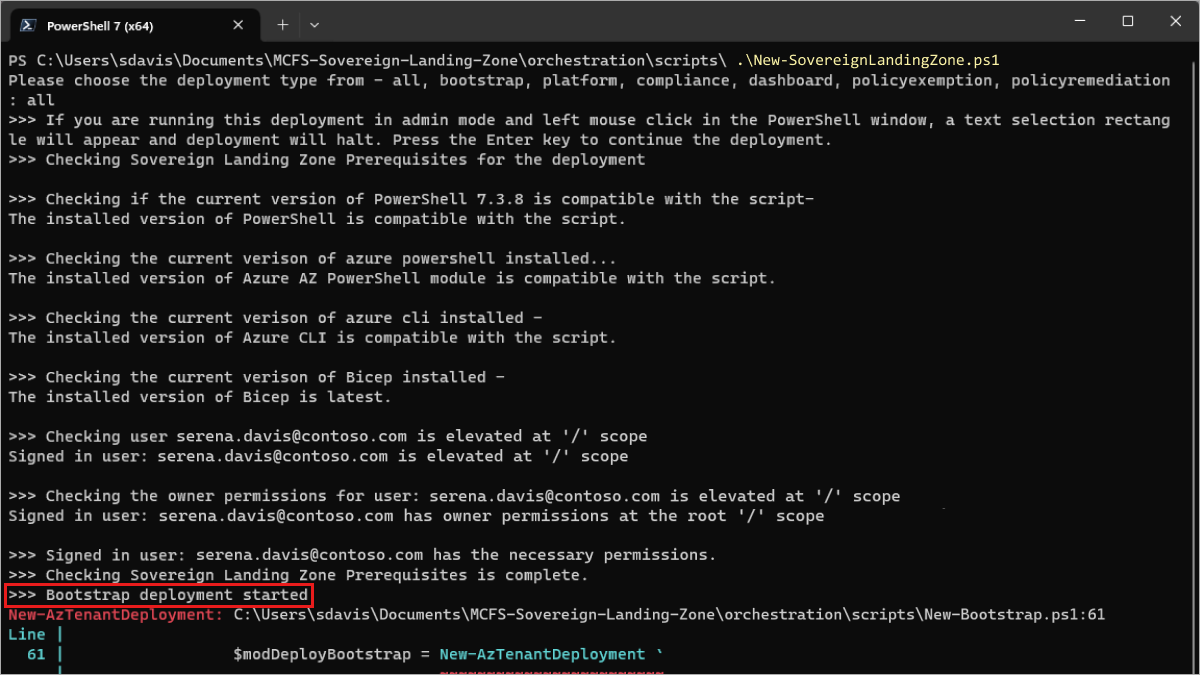 PowerShell 7 (x64)
PS C:\Users\sdavis\Documents\MCFS-Sovereign-Landing-Zone\orchestration\scripts\ .\New-SovereignLandingZone.ps1
Please choose the deployment type from - all, bootstrap, platform, compliance, dashboard, policyexemption, policyremediation
: all
>>> If you are running this deployment in admin mode and left mouse click in the PowerShell window, a text selection rectang
le will appear and deployment will halt. Press the Enter key to continue the deployment.
>>> Checking Sovereign Landing Zone Prerequisites for the deployment
>>> Checking if the current version of PowerShell 7.3.8 is compatible with the script-
The installed version of PowerShell is compatible with the script.
>>> Checking the current verison of azure powershell installed...
The installed version of Azure AZ PowerShell module is compatible with the script.
>>> Checking the current verison of azure cli installed -
The installed version of Azure CLI is compatible with the script.
>>> Checking the current verison of Bicep installed -
The installed version of Bicep is latest.
>>> Checking user serena.davis@contoso.com is elevated at '/' scope
Signed in user: serena.davis@contoso.com is elevated at '/' scope
>>> Checking the owner permissions for user: serena.davis@contoso.com is elevated at '/' scope
Signed in user: serena.davis@contoso.com has owner permissions at the root '/' scope
>>> Signed in user: serena.davis@contoso.com has the necessary permissions.
>>> Checking Sovereign Landing Zone Prerequisites is complete.
>>> Bootstrap deployment started
New-AzTenantDeployment: C:\Users\sdavis\Documents\MCFS-Sovereign-Landing-Zone\orchestration\scripts\New-Bootstrap.ps1:61
Line |
61 | $modDeployBootstrap = New-AzTenantDeployment `